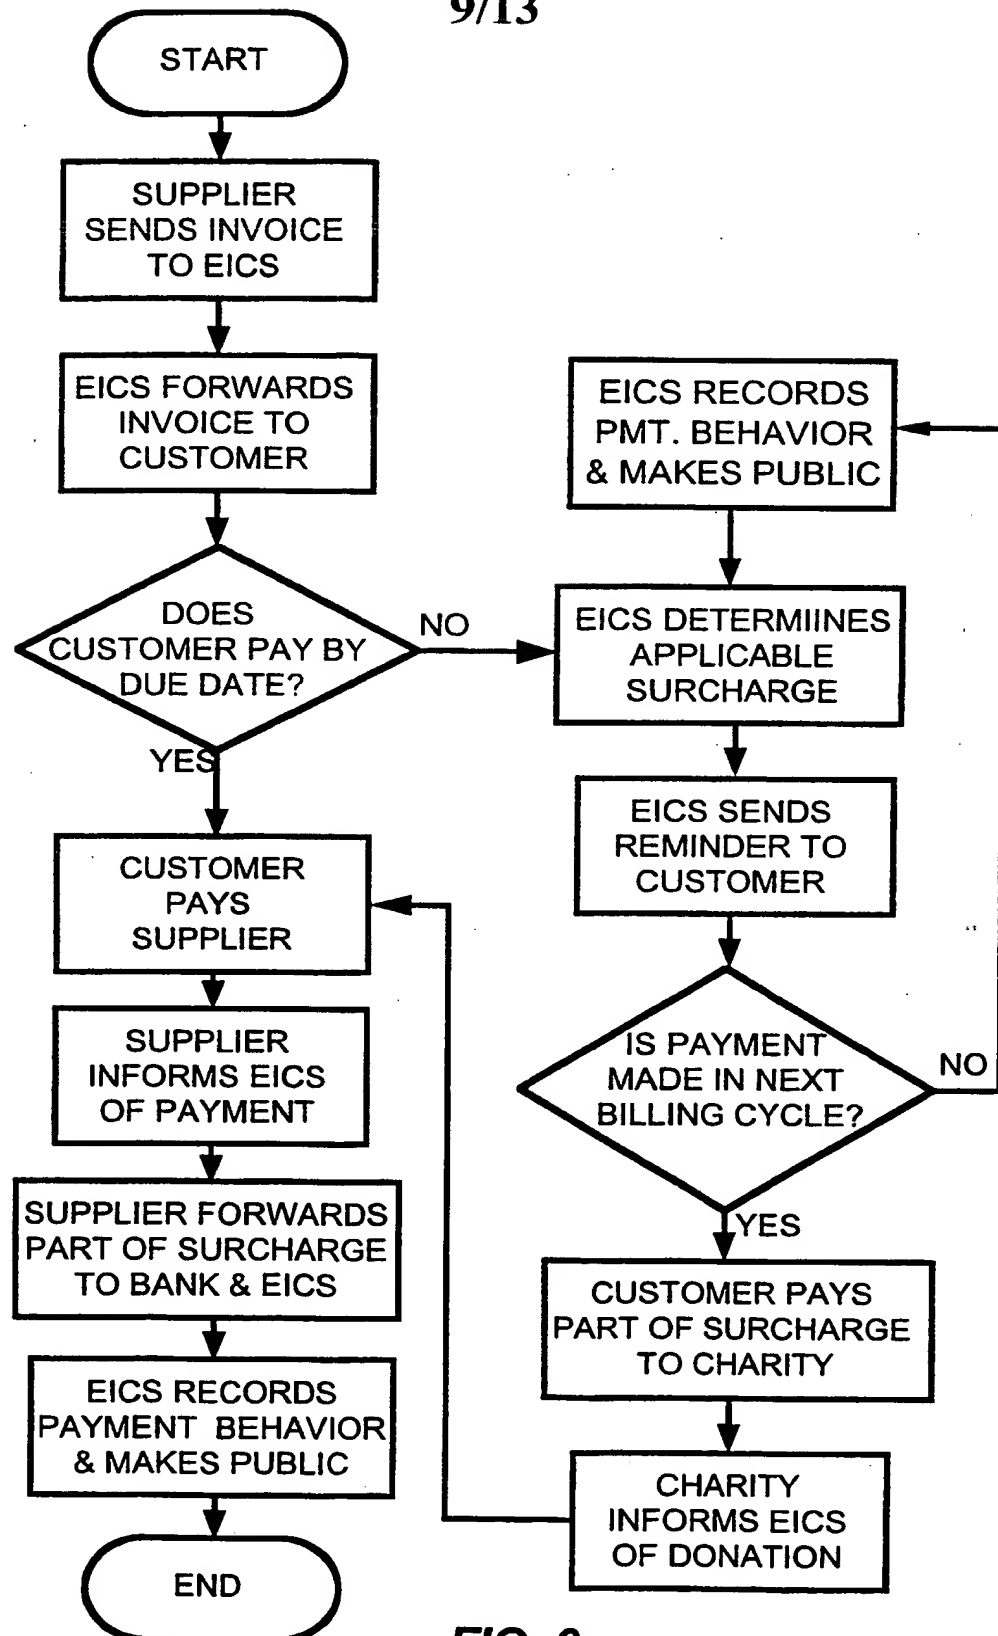 9/13
START
SUPPLIER
SENDS INVOICE
TO EICS
EICS FORWARDS
INVOICE TO
CUSTOMER
DOES
CUSTOMER PAY BY
DUE DATE?
NO
YES
CUSTOMER
PAYS
SUPPLIER
SUPPLIER
INFORMS EICS
OF PAYMENT
SUPPLIER FORWARDS
PART OF SURCHARGE
TO BANK & EICS
EICS RECORDS
PAYMENT BEHAVIOR
& MAKES PUBLIC
END
EICS RECORDS
PMT. BEHAVIOR
& MAKES PUBLIC
EICS DETERMIINES
APPLICABLE
SURCHARGE
EICS SENDS
REMINDER TO
CUSTOMER
IS PAYMENT
MADE IN NEXT
BILLING CYCLE?
NO
YES
CUSTOMER PAYS
PART OF SURCHARGE
TO CHARITY
CHARITY
INFORMS EICS
OF DONATION
FIG.